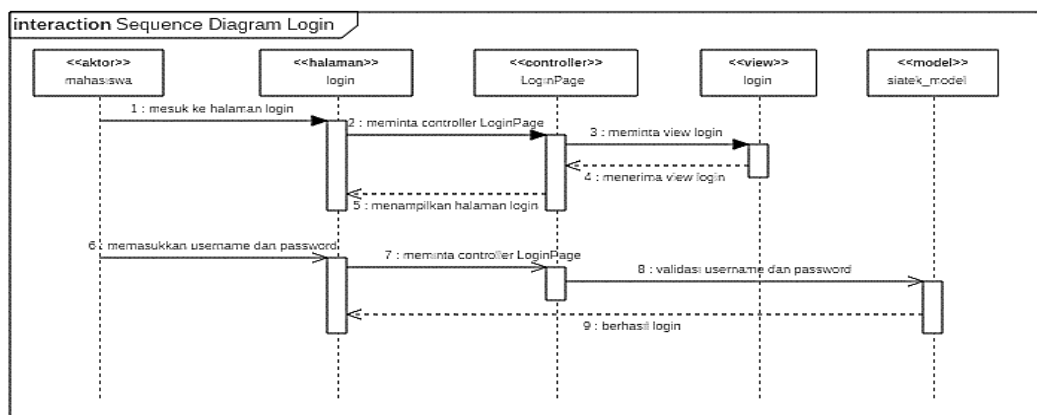 interaction Sequence Diagram Login
<<aktor>>
mahasiswa
<<halaman>>
login
<<controller>>
LoginPage
<<view>>
login
<<model>>
siatek_model
1 : mesuk ke halaman login
2 : meminta controller LoginPage
3 : meminta view login
4 : menerima view login
5 : menampilkan halaman login
6 : memasukkan username dan password
7 : meminta controller LoginPage
8 : validasi username dan password
9 : berhasil login